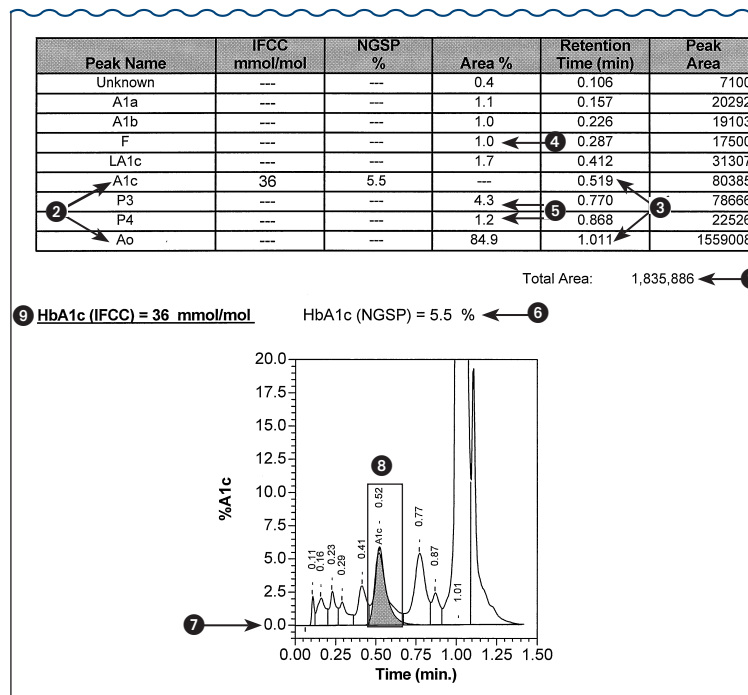 Peak Name IFCC mmol/mol NGSP % Area % Retention Time (min) Peak Area
Unknown --- --- 0.4 0.106 7100
A1a --- --- 1.1 0.157 20292
A1b --- --- 1.0 0.226 19103
F --- --- 1.0 4 0.287 17500
LA1c --- --- 1.7 0.412 31307
A1c 36 5.5 --- 0.519 80385
P3 --- --- 4.3 0.770 78666
2 5 3
P4 --- --- 1.2 0.868 22526
Ao --- --- 84.9 1.011 1559008
Total Area: 1,835,886
9 HbA1c (IFCC) = 36 mmol/mol HbA1c (NGSP) = 5.5 % 6
20.0
17.5
15.0
12.5
10.0
7.5
5.0
2.5
0.0
%A1c
8
0.11
0.16
0.23
0.29
0.41
A1c - 0.52
0.77
0.87
1.01
7
0.00 0.25 0.50 0.75 1.00 1.25 1.50
Time (min.)